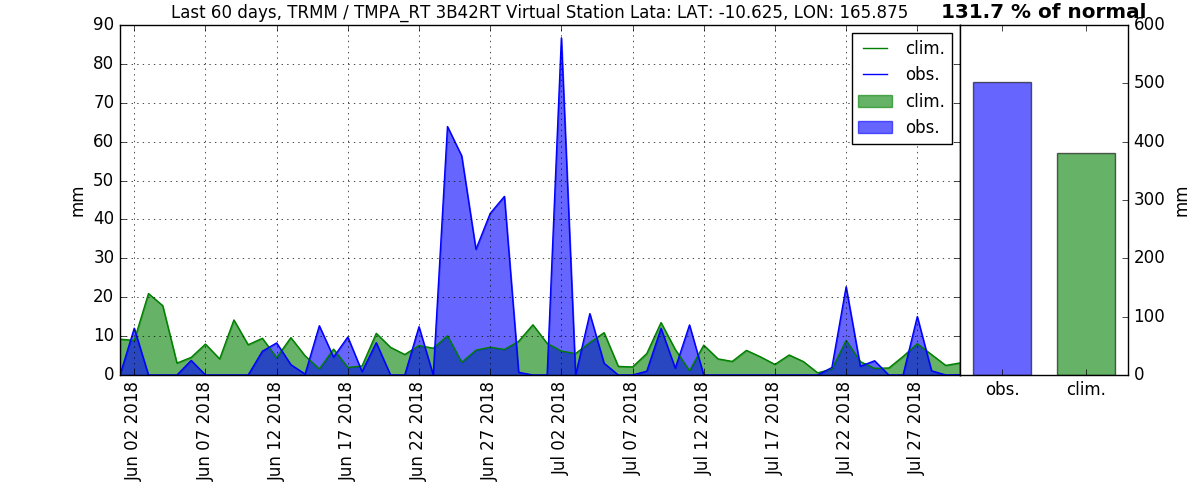 Last 60 days, TRMM / TMPA_RT 3B42RT Virtual Station Lata: LAT: -10.625, LON: 165.875
131.7 % of normal
90
80
70
60
50
40
30
20
10
0
mm
clim.
obs.
clim.
obs.
Jun 02 2018
Jun 07 2018
Jun 12 2018
Jun 17 2018
Jun 22 2018
Jun 27 2018
Jul 02 2018
Jul 07 2018
Jul 12 2018
Jul 17 2018
Jul 22 2018
Jul 27 2018
600
500
400
300
200
100
0
mm
obs.
clim.